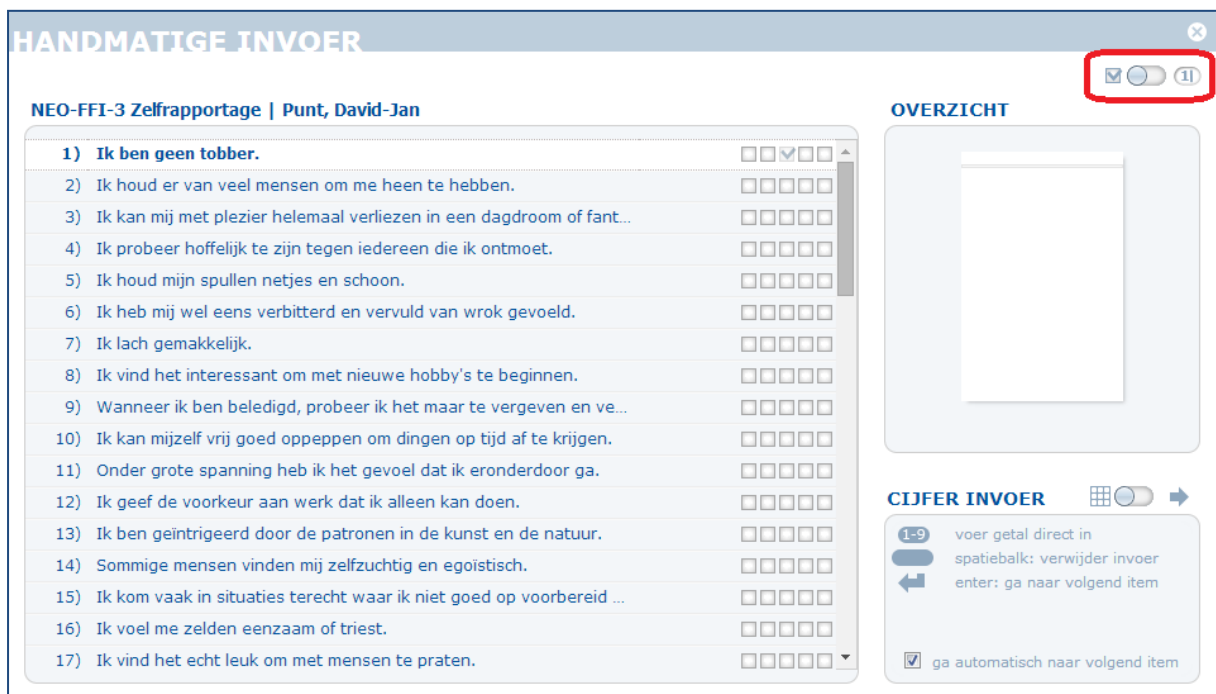 HANDMATIGE INVOER
1|
NEO-FFI-3 Zelfrapportage | Punt, David-Jan
1) Ik ben geen tobber.
2) Ik houd er van veel mensen om me heen te hebben.
3) Ik kan mij met plezier helemaal verliezen in een dagdroom of fant...
4) Ik probeer hoffelijk te zijn tegen iedereen die ik ontmoet.
5) Ik houd mijn spullen netjes en schoon.
6) Ik heb mij wel eens verbitterd en vervuld van wrok gevoeld.
7) Ik lach gemakkelijk.
8) Ik vind het interessant om met nieuwe hobby's te beginnen.
9) Wanneer ik ben beledigd, probeer ik het maar te vergeven en ve...
10) Ik kan mijzelf vrij goed oppeppen om dingen op tijd af te krijgen.
11) Onder grote spanning heb ik het gevoel dat ik eronderdoor ga.
12) Ik geef de voorkeur aan werk dat ik alleen kan doen.
13) Ik ben geïntrigeerd door de patronen in de kunst en de natuur.
14) Sommige mensen vinden mij zelfzuchtig en egoïstisch.
15) Ik kom vaak in situaties terecht waar ik niet goed op voorbereid ...
16) Ik voel me zelden eenzaam of triest.
17) Ik vind het echt leuk om met mensen te praten.
OVERZICHT
CIJFER INVOER
1-9 voer getal direct in
spatiebalk: verwijder invoer
enter: ga naar volgend item
ga automatisch naar volgend item